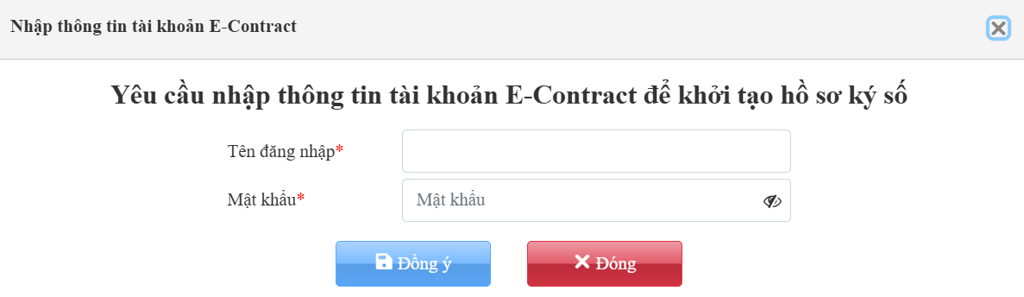 Nhập thông tin tài khoản E-Contract
Yêu cầu nhập thông tin tài khoản E-Contract để khởi tạo hồ sơ ký số
Tên đăng nhập*
Mật khẩu* Mật khẩu
Đồng ý Đóng